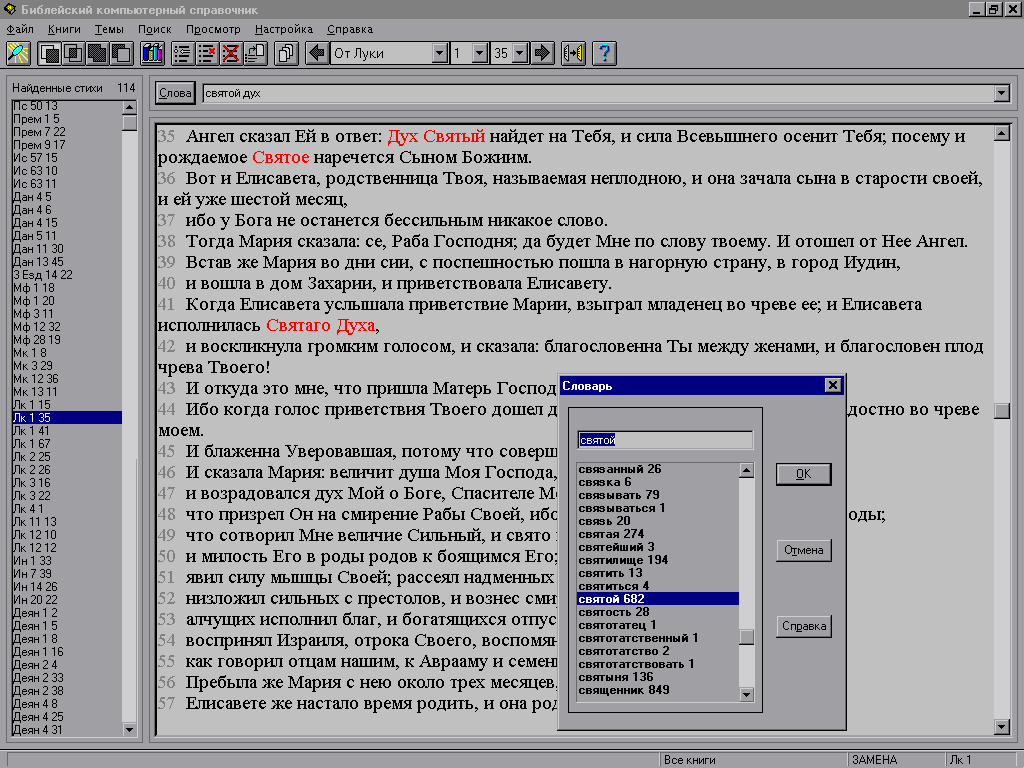 Библейский компьютерный справочник
Файл Книги Темы Поиск Просмотр Настройка Справка
От Луки 1 35
Найденные стихи 114
Пс 50 13
Прем 1 5
Прем 7 22
Прем 9 17
Ис 57 15
Ис 63 10
Ис 63 11
Дан 4 5
Дан 4 6
Дан 4 15
Дан 5 11
Дан 11 30
Дан 13 45
3 Езд 14 22
Мф 1 18
Мф 1 20
Мф 3 11
Мф 12 32
Мф 28 19
Мк 1 8
Мк 3 29
Мк 12 36
Мк 13 11
Лк 1 15
Лк 1 35
Лк 1 41
Лк 1 67
Лк 2 25
Лк 2 26
Лк 3 16
Лк 3 22
Лк 4 1
Лк 11 13
Лк 12 10
Лк 12 12
Ин 1 33
Ин 7 39
Ин 14 26
Ин 20 22
Деян 1 2
Деян 1 5
Деян 1 8
Деян 1 16
Деян 2 4
Деян 2 33
Деян 2 38
Деян 4 8
Деян 4 25
Деян 4 31
Слова святой дух
35 Ангел сказал Ей в ответ: Дух Святый найдет на Тебя, и сила Всевышнего осенит Тебя; посему и
рождаемое Святое наречется Сыном Божиим.
36 Вот и Елисавета, родственница Твоя, называемая неплодною, и она зачала сына в старости своей,
и ей уже шестой месяц,
37 ибо у Бога не останется бессильным никакое слово.
38 Тогда Мария сказала: се, Раба Господня; да будет Мне по слову твоему. И отошел от Нее Ангел.
39 Встав же Мария во дни сии, с поспешностью пошла в нагорную страну, в город Иудин,
40 и вошла в дом Захарии, и приветствовала Елисавету.
41 Когда Елисавета услышала приветствие Марии, взыграл младенец во чреве ее; и Елисавета
исполнилась Святаго Духа,
42 и воскликнула громким голосом, и сказала: благословенна Ты между женами, и благословен плод
чрева Твоего!
43 И откуда это мне, что пришла Матерь Господ
44 Ибо когда голос приветствия Твоего дошел д достно во чреве
моем.
45 И блаженна Уверовавшая, потому что соверш
46 И сказала Мария: величит душа Моя Господа,
47 и возрадовался дух Мой о Боге, Спасителе М
48 что призрел Он на смирение Рабы Своей, ибо оды;
49 что сотворил Мне величие Сильный, и свято
50 и милость Его в роды родов к боящимся Его;
51 явил силу мышцы Своей; рассеял надменных
52 низложил сильных с престолов, и вознес сми
53 алчущих исполнил благ, и богатящихся отпус
54 воспринял Израиля, отрока Своего, воспомян
55 как говорил отцам нашим, к Аврааму и семен
56 Пребыла же Мария с нею около трех месяцев,
57 Елисавете же настало время родить, и она род
Словарь
святой
связанный 26
связка 6
связывать 79
связываться 1
связь 20
святая 274
святейший 3
святилище 194
святить 13
святиться 4
святой 682
святость 28
святотатец 1
святотатственный 1
святотатство 2
святотатствовать 1
святыня 136
священник 849
OK
Отмена
Справка
Все книги ЗАМЕНА Лк 1